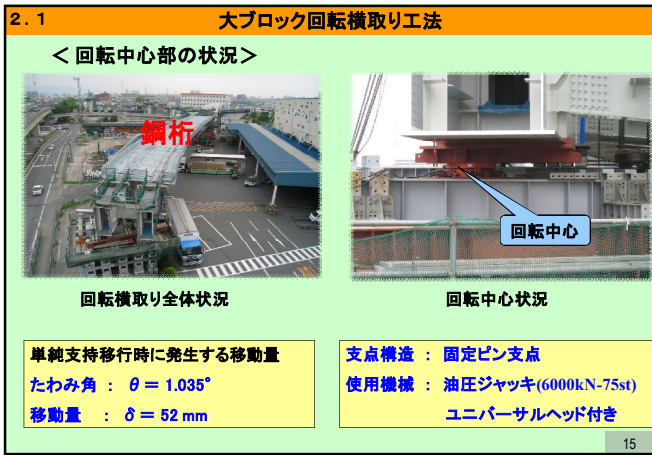 2.1 大ブロック回転横取り工法
＜回転中心部の状況＞
鋼桁
回転中心
回転横取り全体状況
回転中心状況
単純支持移行時に発生する移動量
たわみ角 ： θ＝ 1.035°
移動量 ： δ＝ 52 mm
支点構造 ： 固定ピン支点
使用機械 ： 油圧ジャッキ(6000kN-75st)
ユニバーサルヘッド付き
15